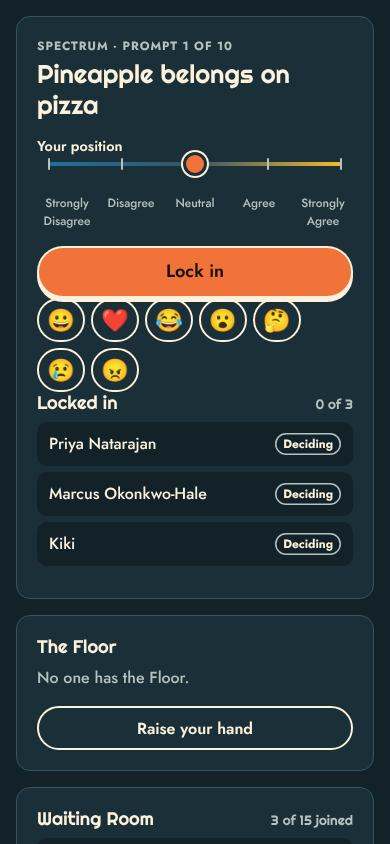 SPECTRUM · PROMPT 1 OF 10
Pineapple belongs on
pizza
Your position
Strongly Disagree
Disagree
Neutral
Agree
Strongly Agree
Lock in
Locked in
0 of 3
Priya Natarajan
Deciding
Marcus Okonkwo-Hale
Deciding
Kiki
Deciding
The Floor
No one has the Floor.
Raise your hand
Waiting Room
3 of 15 joined